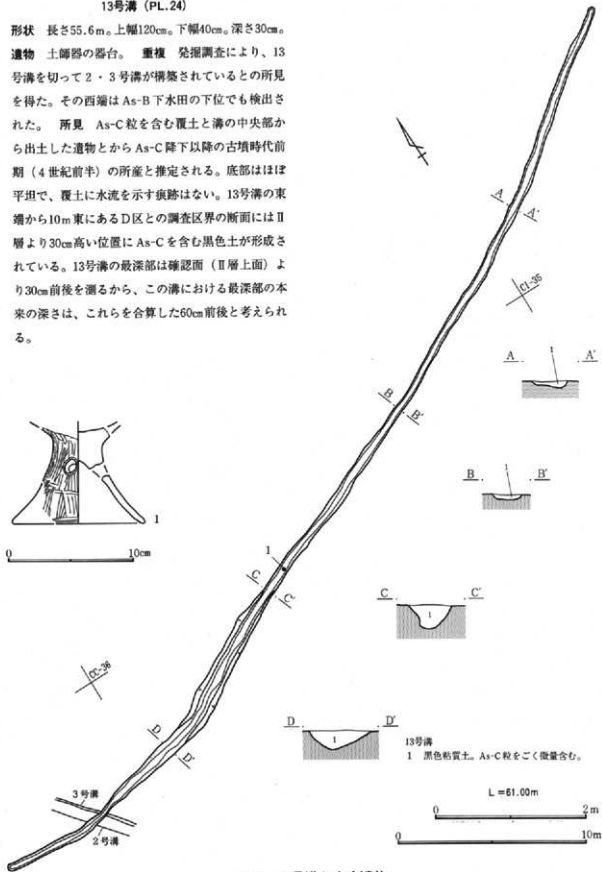 13号溝 (PL.24)
形状　長さ55.6m。上幅120cm。下幅40cm。深さ30cm。
遺物　土師器の器台。　重複　発掘調査により、13
号溝を切って2・3号溝が構築されているとの所見
を得た。その西端はAs-B下水田の下位でも検出さ
れた。　所見　As-C粒を含む覆土と溝の中央部か
ら出土した遺物とからAs-C降下以降の古墳時代前
期（4世紀前半）の所産と推定される。底部はほぼ
平坦で、覆土に水流を示す痕跡はない。13号溝の東
端から10m東にあるD区との調査区界の断面にはII
層より30cm高い位置にAs-Cを含む黒色土が形成さ
れている。13号溝の最深部は確認面（II層上面）よ
り30cm前後を測るから、この溝における最深部の本
来の深さは、これらを合算した60cm前後と考えられ
る。
A A'
CI-35
A 1 A'
B B'
B 1 B'
1
0 10cm
1
C C'
C 1 C'
CC-36
D D'
D 1 D'
13号溝
1　黒色粘質土。As-C粒をごく微量含む。
3号溝
2号溝
L=61.00m
0 2m
0 10m